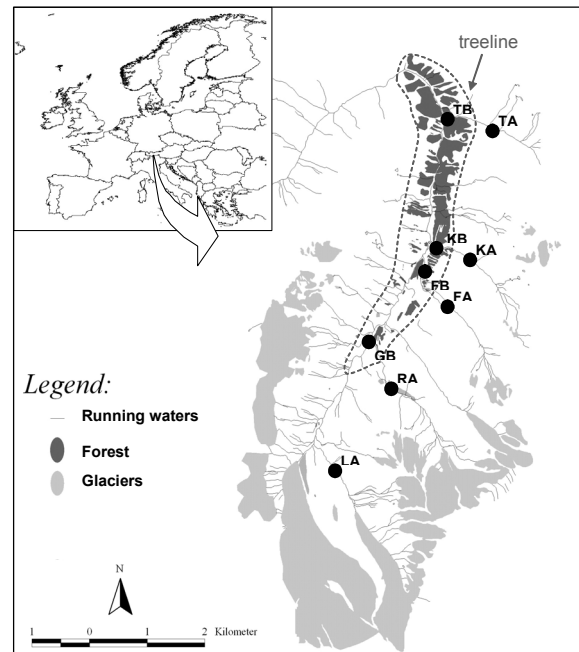 treeline
TB
TA
KB
KA
FB
FA
GB
RA
LA
Legend:
Running waters
Forest
Glaciers
N
1 0 1 2 Kilometer